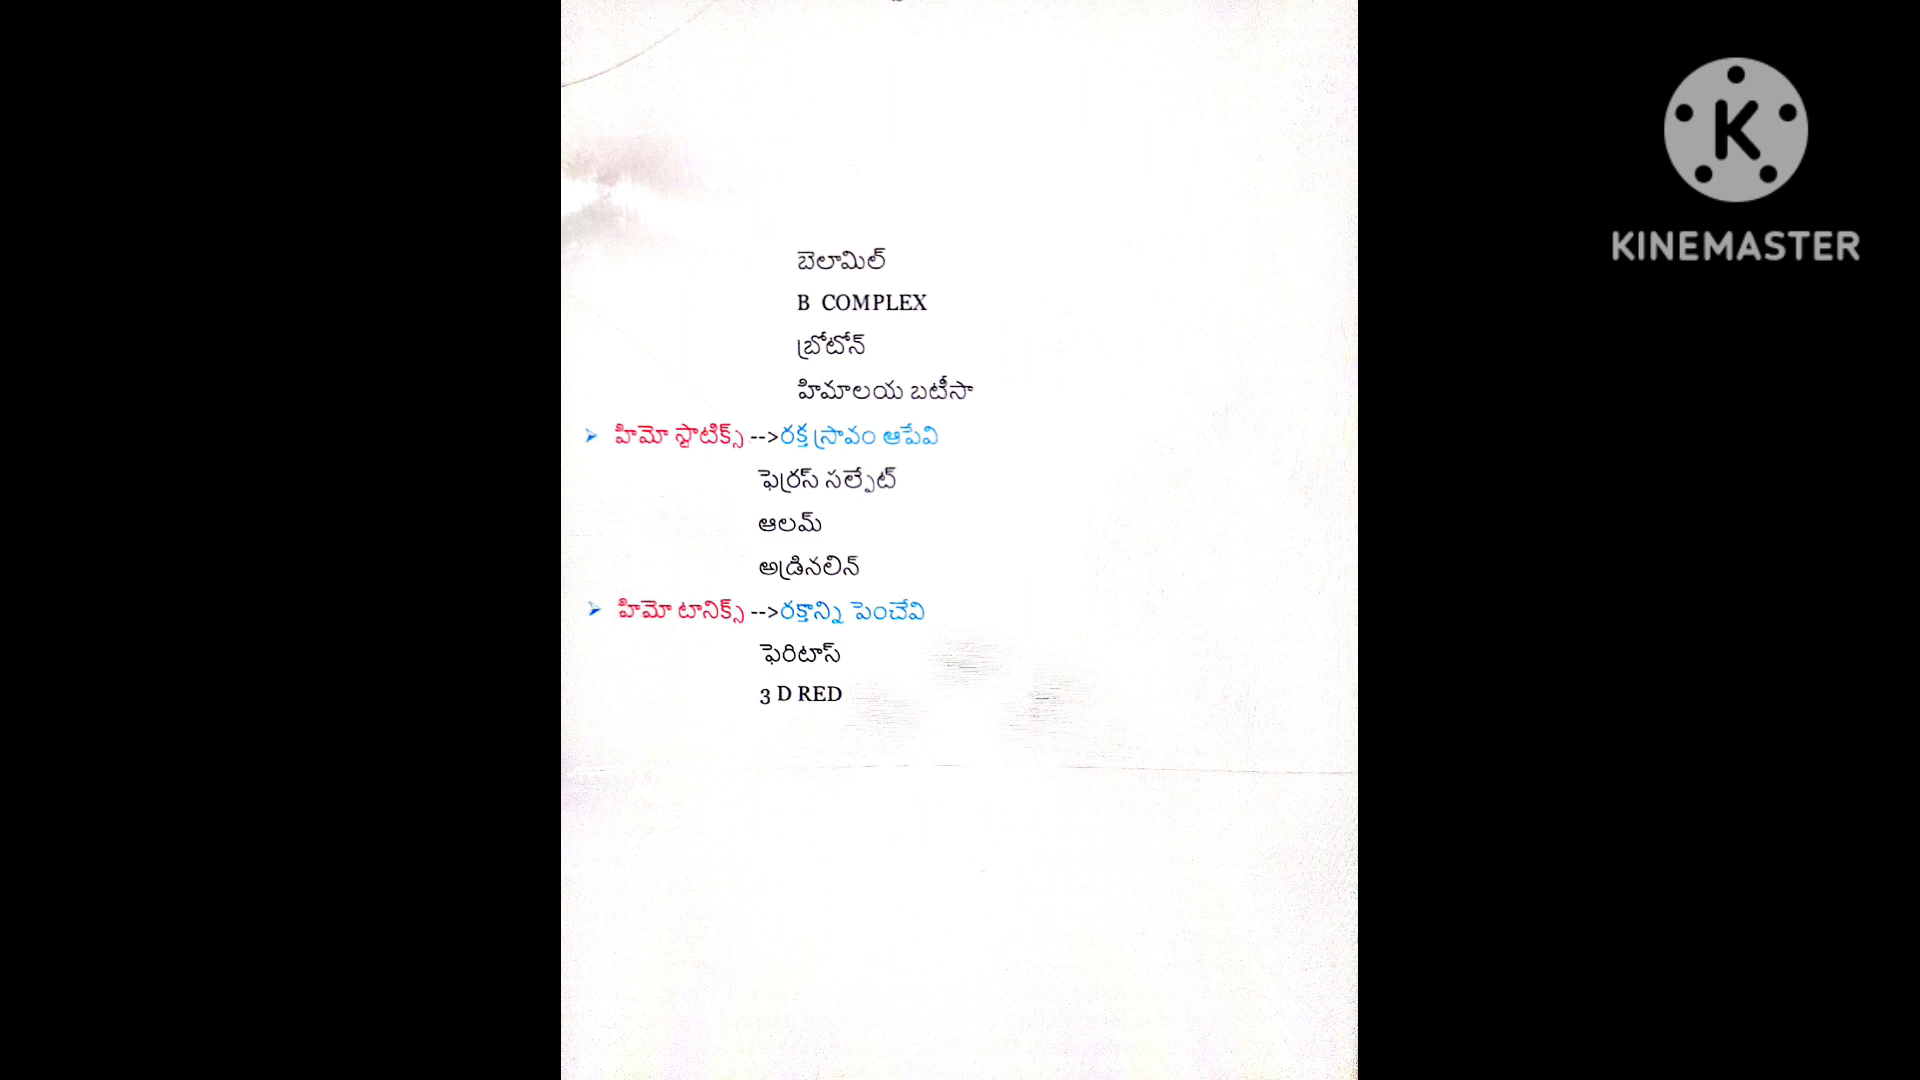 బెలామిల్
B COMPLEX
బ్రోటోన్
హిమాలయ బటీసా
➤ హిమో స్టాటిక్స్ -->రక్త స్రావం ఆపేవి
ఫెర్రస్ సల్ఫేట్
ఆలమ్
అడ్రినలిన్
➤ హిమో టానిక్స్ -->రక్తాన్ని పెంచేవి
ఫెరిటాస్
3 D RED
KINEMASTER